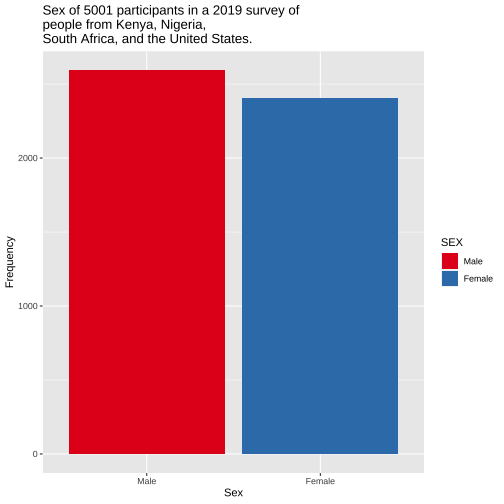 Sex of 5001 participants in a 2019 survey of
people from Kenya, Nigeria,
South Africa, and the United States.
2000
1000
0
Frequency
Male
Female
Sex
SEX
Male
Female